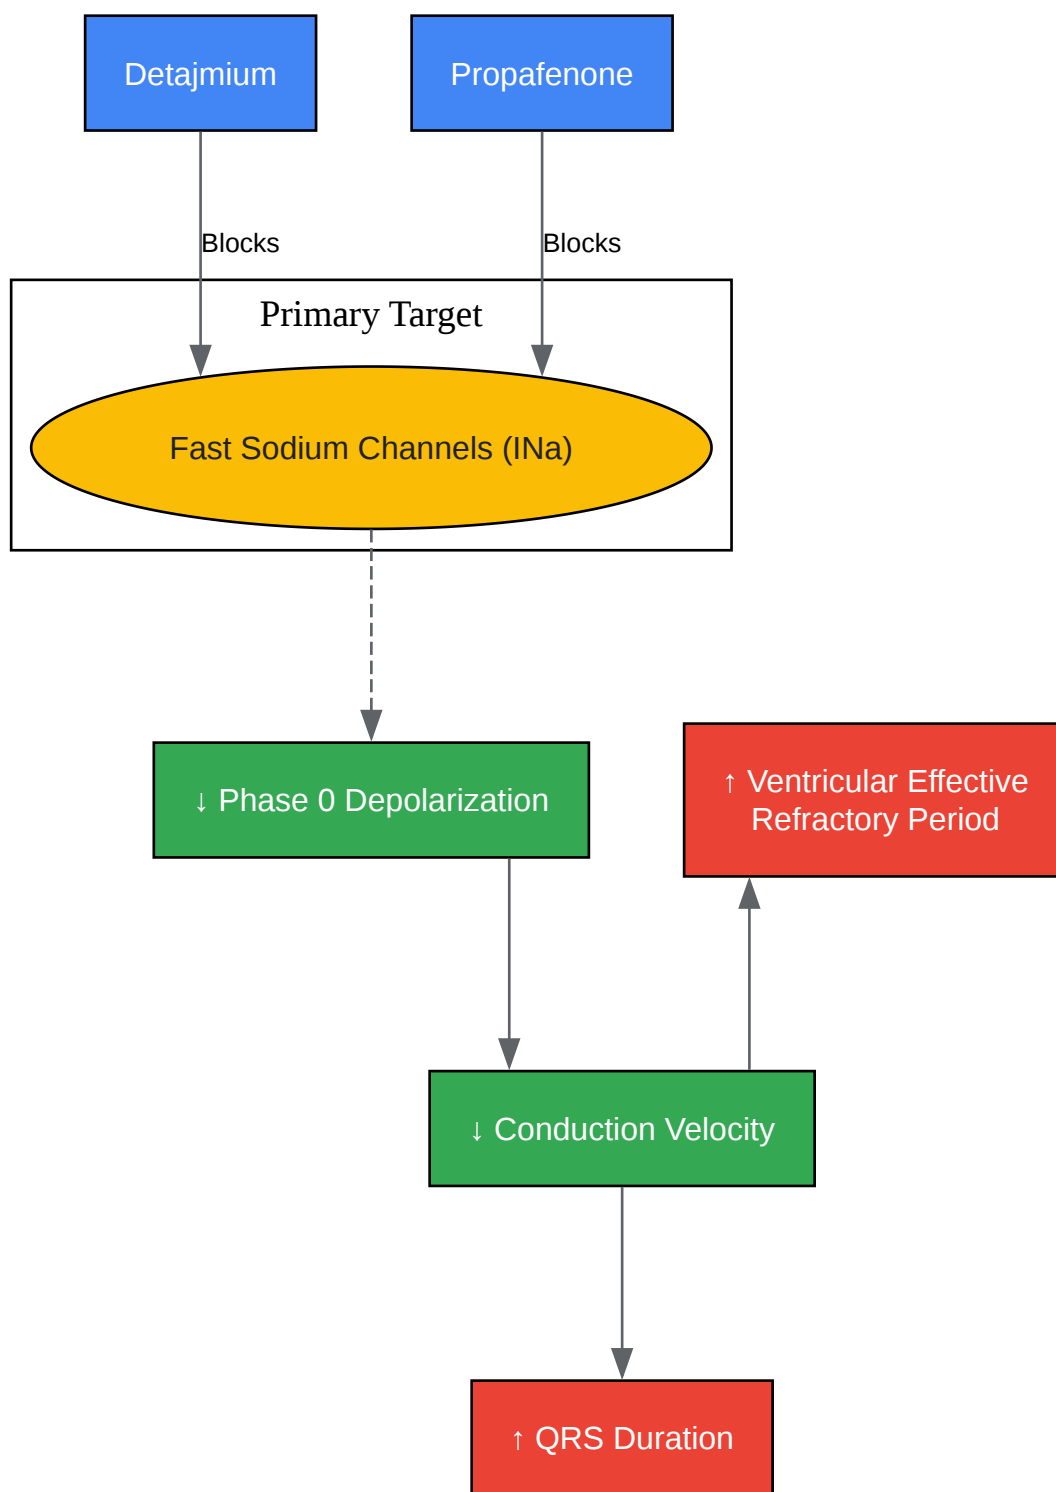 Detajmium
Propafenone
Blocks
Blocks
Primary Target
Fast Sodium Channels (INa)
↓ Phase 0 Depolarization
↑ Ventricular Effective
Refractory Period
↓ Conduction Velocity
↑ QRS Duration